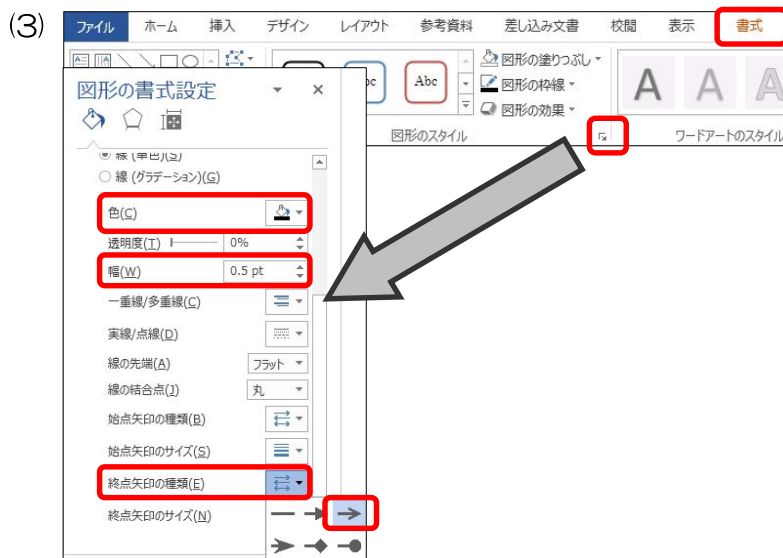 (3)
ファイル ホーム 挿入 デザイン レイアウト 参考資料 差し込み文書 校閲 表示 書式
Abc
図形の塗りつぶし
図形の枠線
図形の効果
A A A
図形のスタイル
ワードアートのスタイル
図形の書式設定
線 (単色)(S)
線 (グラデーション)(G)
色(C)
透明度(T) 0%
幅(W) 0.5 pt
一重線/多重線(C)
実線/点線(D)
線の先端(A) フラット
線の結合点(J) 丸
始点矢印の種類(B)
始点矢印のサイズ(S)
終点矢印の種類(E)
終点矢印のサイズ(N)